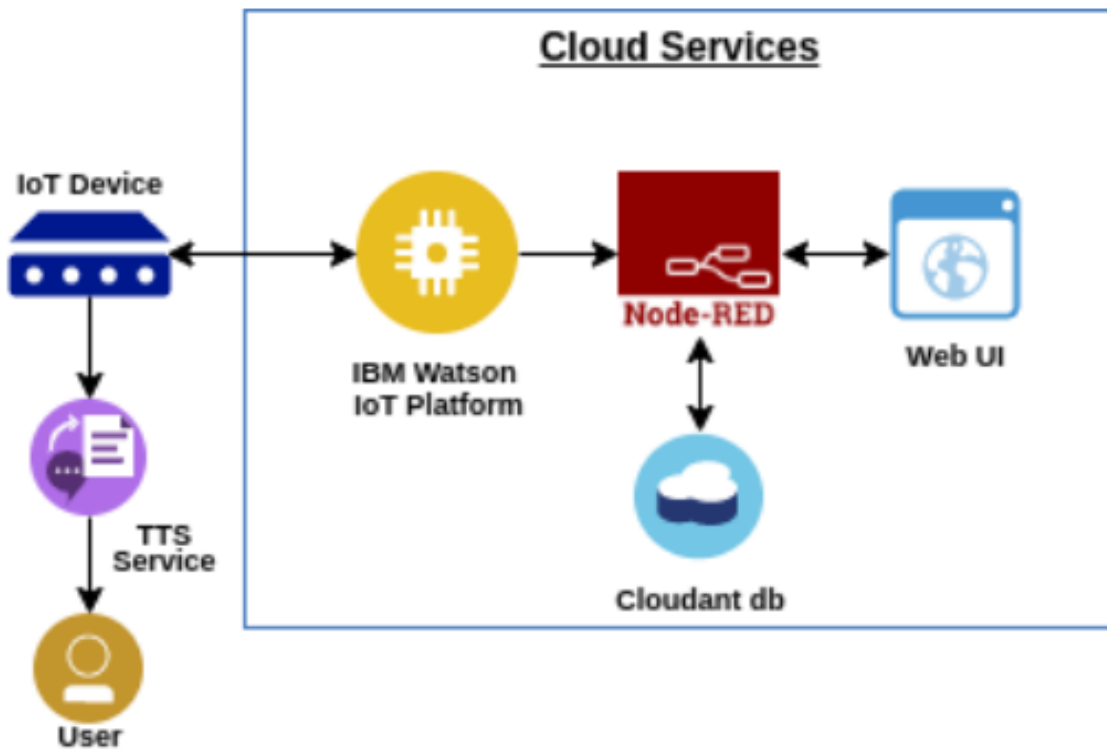 Cloud Services
IoT Device
Node-RED
IBM Watson
IoT Platform
Web UI
TTS
Service
Cloudant db
User